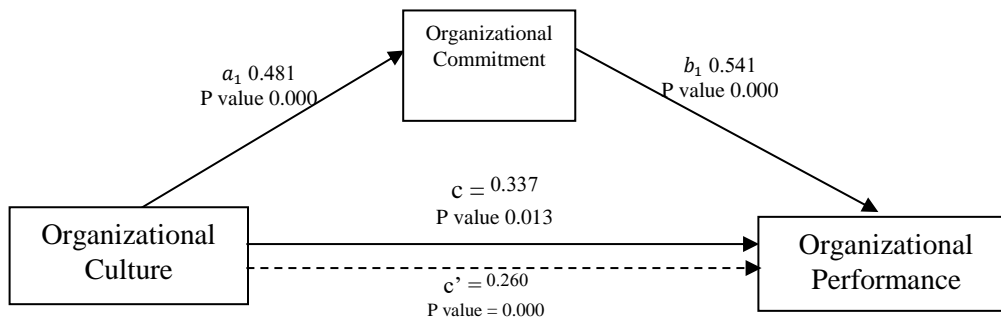 Organizational
Commitment
𝑎₁ 0.481
P value 0.000
𝑏₁ 0.541
P value 0.000
c = 0.337
P value 0.013
Organizational
Culture
Organizational
Performance
c’ = 0.260
P value = 0.000